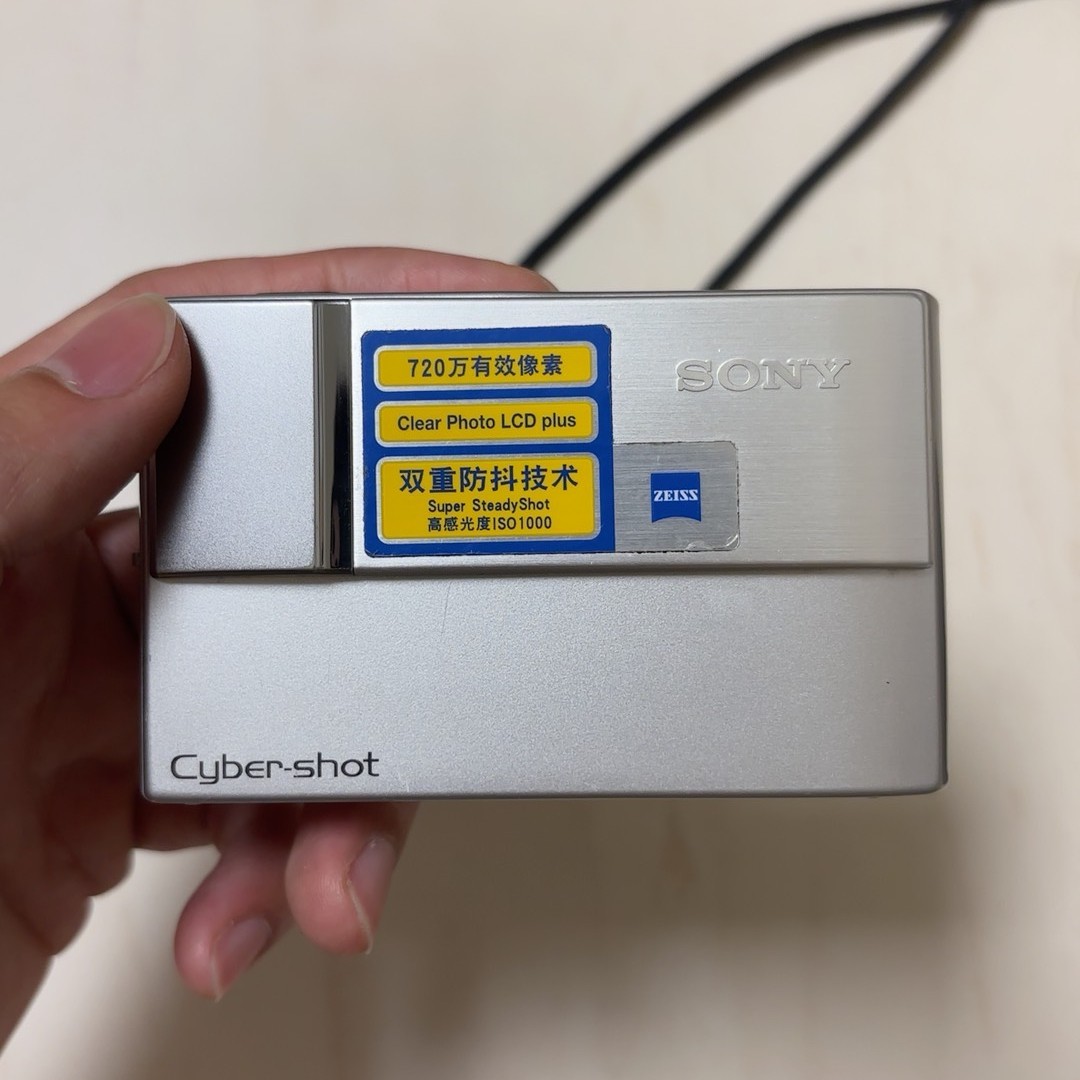 720万有效像素
SONY
Clear Photo LCD plus
双重防抖技术
Super SteadyShot
高感光度ISO1000
ZEISS
Cyber-shot